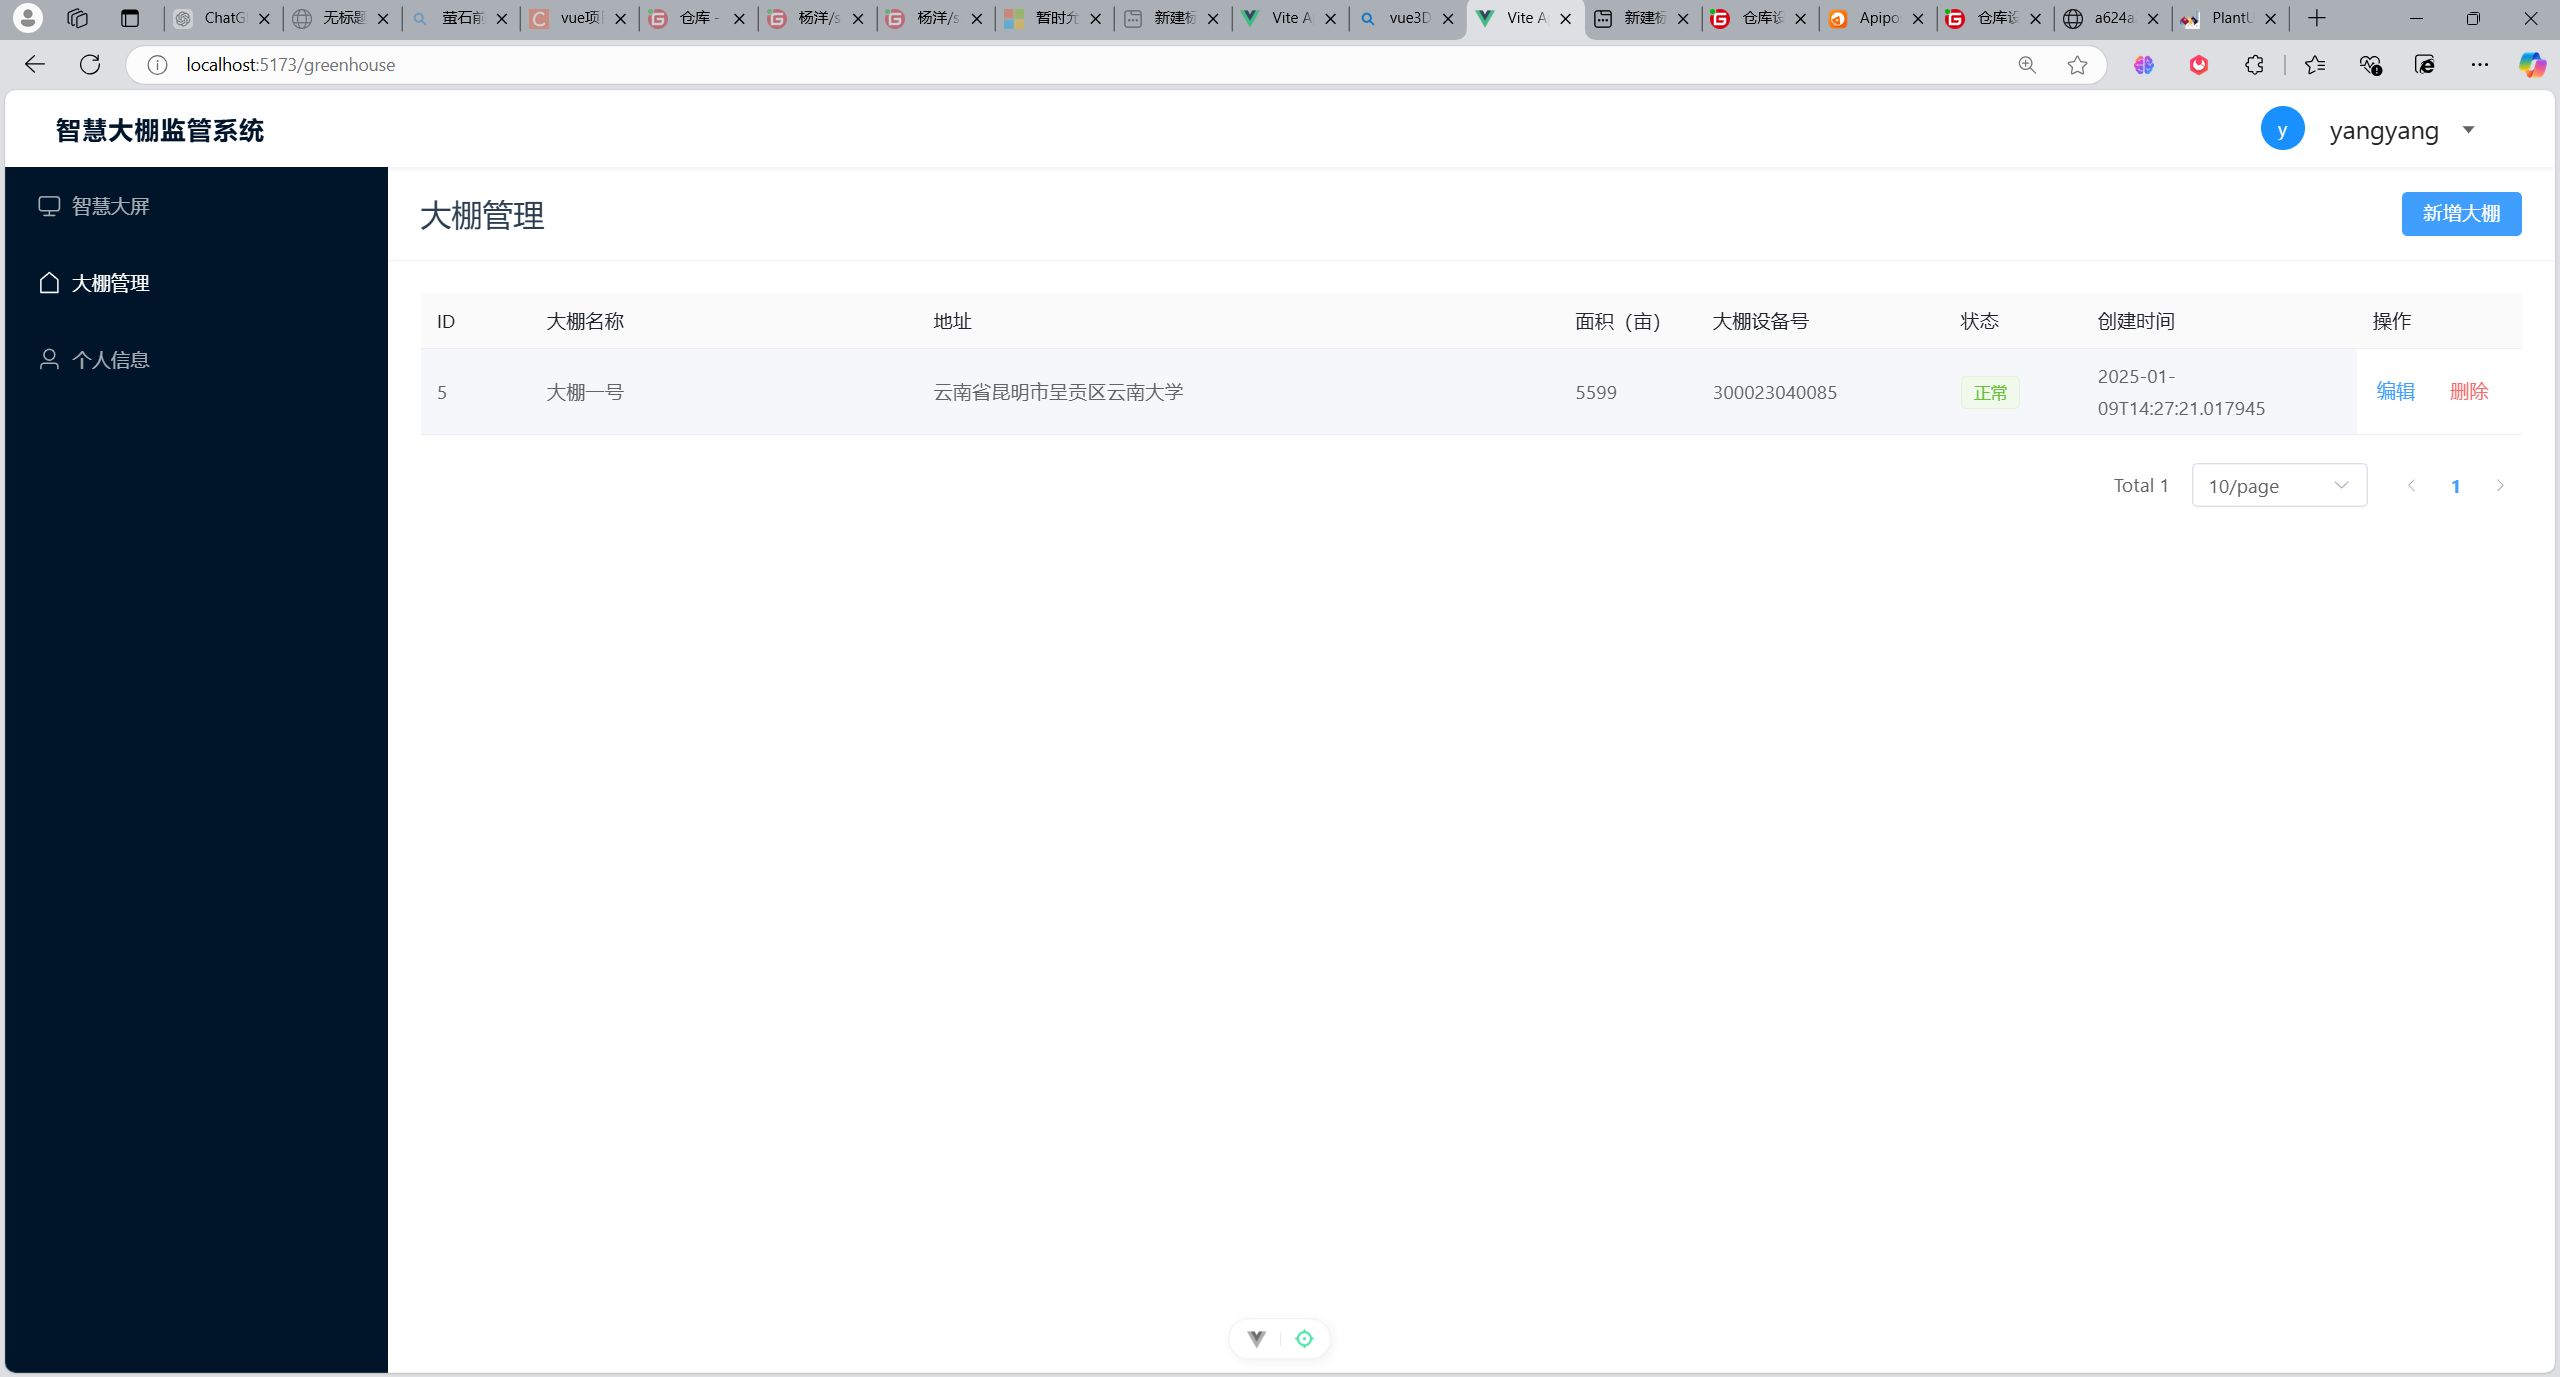 ChatG
无标题
萤石前
vue项
仓库 -
杨洋/s
杨洋/s
暂时允
新建标
Vite A
vue3D
Vite A
新建标
仓库设
Apipo
仓库设
a624a
PlantU
localhost:5173/greenhouse
智慧大棚监管系统
y
yangyang
智慧大屏
大棚管理
个人信息
大棚管理
新增大棚
ID 大棚名称 地址 面积（亩） 大棚设备号 状态 创建时间 操作
5 大棚一号 云南省昆明市呈贡区云南大学 5599 300023040085 正常 2025-01-
09T14:27:21.017945 编辑 删除
Total 1 10/page 1